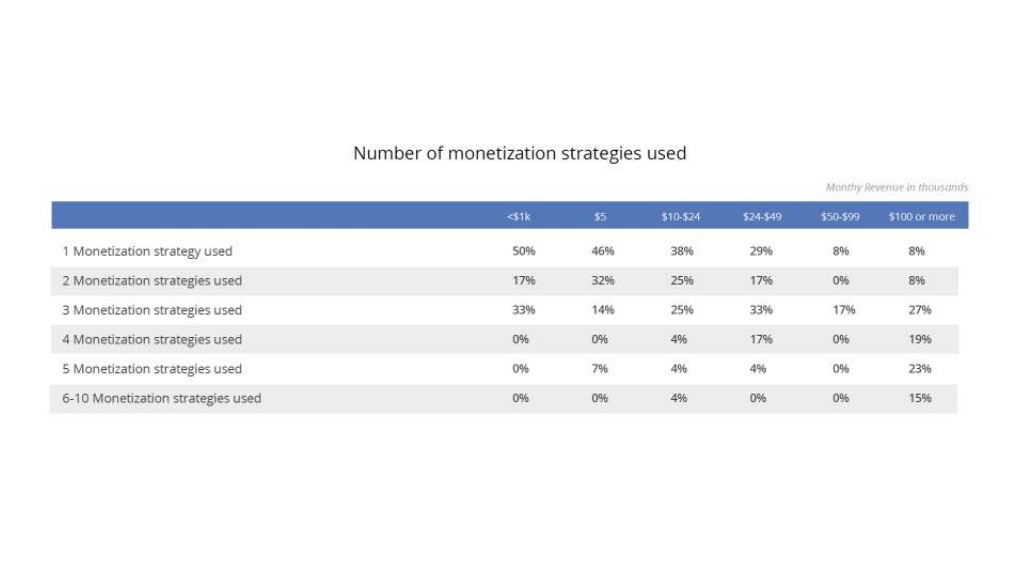 Number of monetization strategies used
Monthy Revenue in thousands
<$1k $5 $10-$24 $24-$49 $50-$99 $100 or more
1 Monetization strategy used 50% 46% 38% 29% 8% 8%
2 Monetization strategies used 17% 32% 25% 17% 0% 8%
3 Monetization strategies used 33% 14% 25% 33% 17% 27%
4 Monetization strategies used 0% 0% 4% 17% 0% 19%
5 Monetization strategies used 0% 7% 4% 4% 0% 23%
6-10 Monetization strategies used 0% 0% 4% 0% 0% 15%